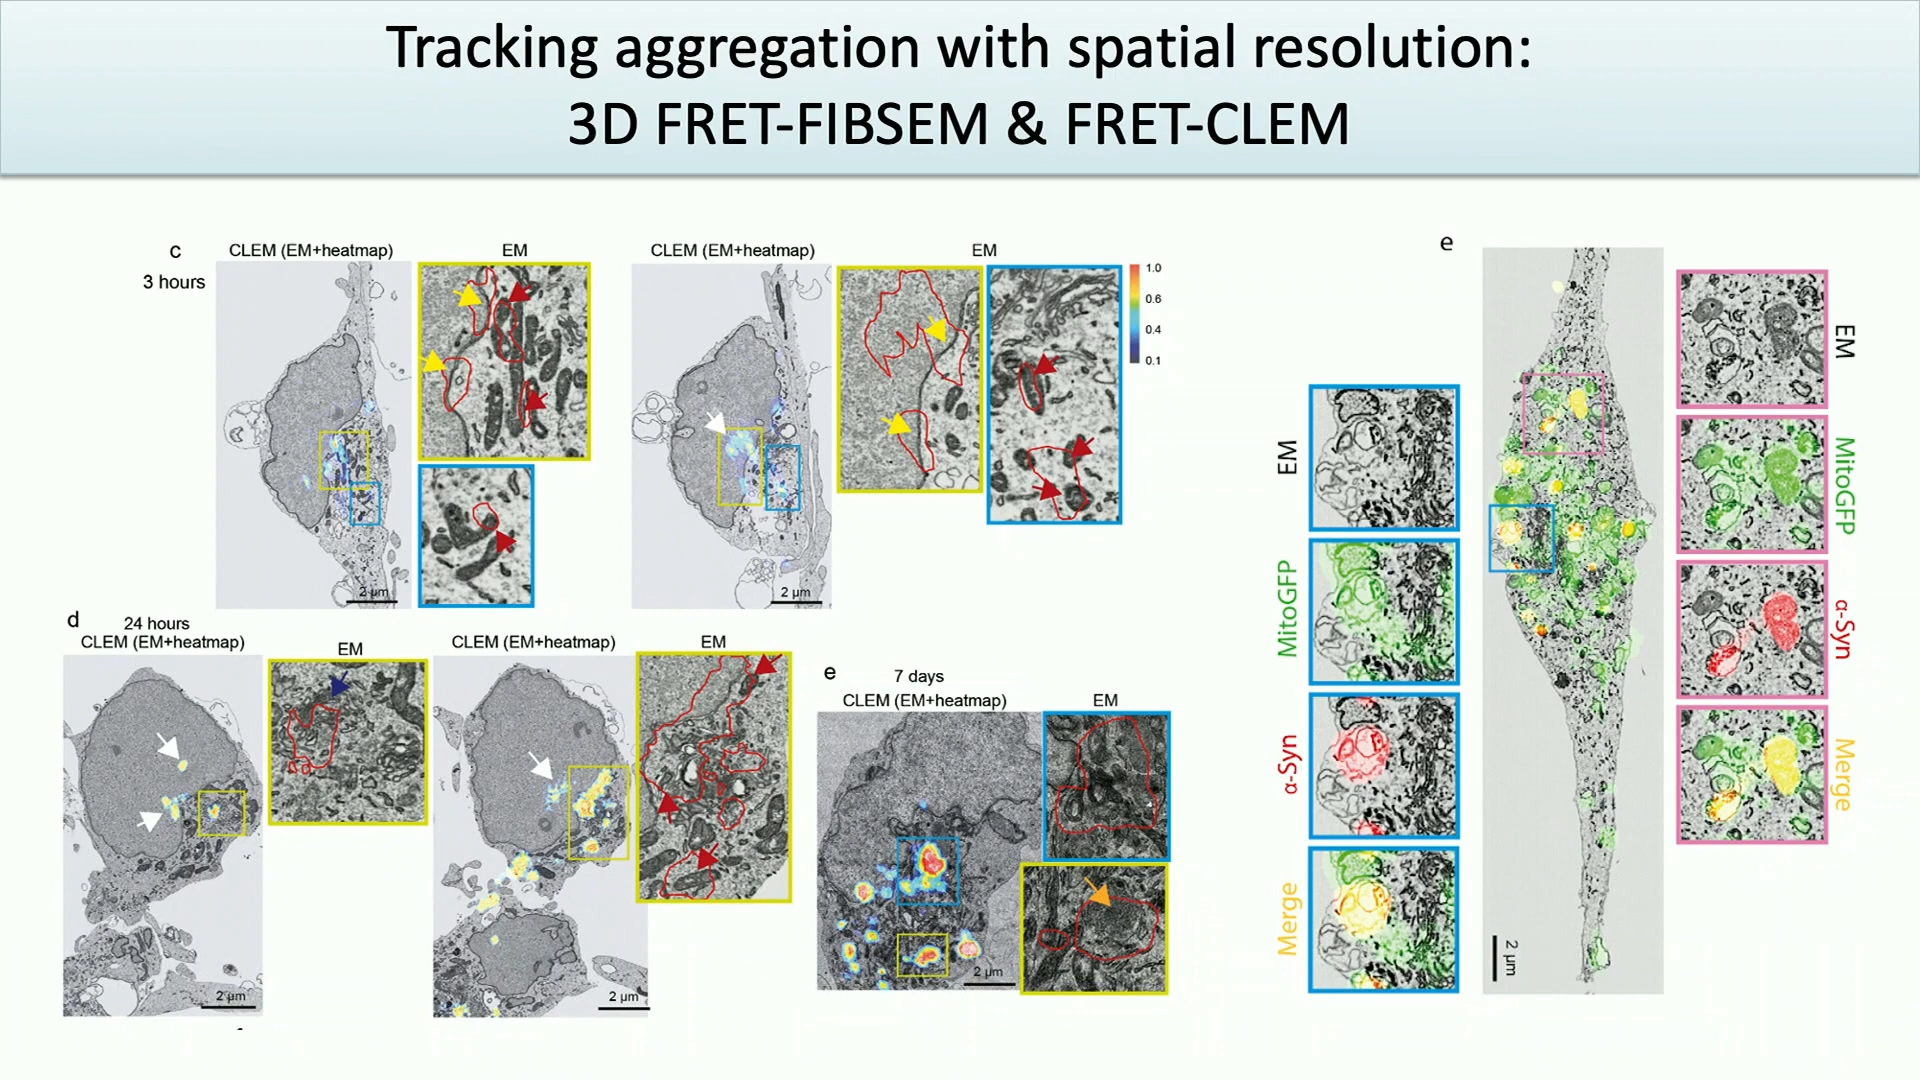 Tracking aggregation with spatial resolution:
3D FRET-FIBSEM & FRET-CLEM
c
CLEM (EM+heatmap)
EM
CLEM (EM+heatmap)
EM
3 hours
1.0
0.6
0.4
0.1
2 µm
2 µm
d
24 hours
CLEM (EM+heatmap)
EM
CLEM (EM+heatmap)
EM
2 µm
2 µm
e
7 days
CLEM (EM+heatmap)
EM
2 µm
e
EM
MitoGFP
α-Syn
Merge
2 µm
EM
MitoGFP
α-Syn
Merge